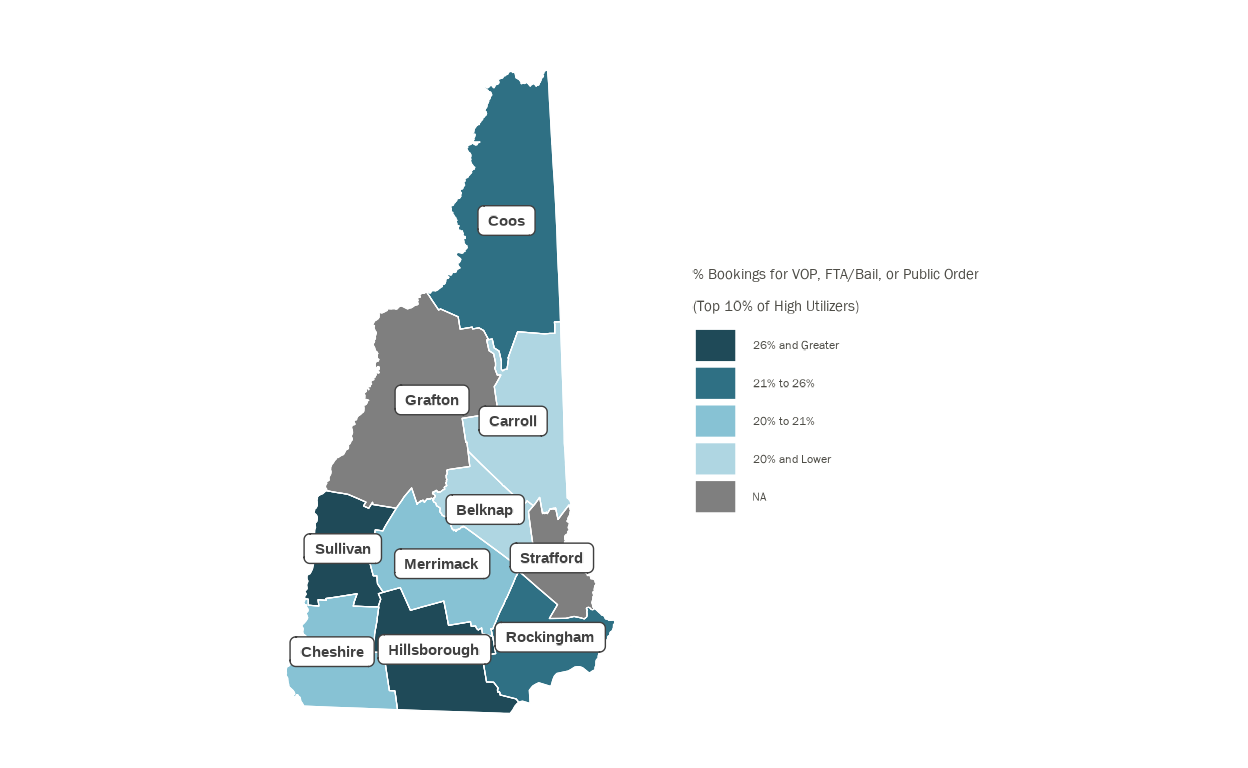 Coos
% Bookings for VOP, FTA/Bail, or Public Order
(Top 10% of High Utilizers)
26% and Greater
21% to 26%
20% to 21%
20% and Lower
NA
Grafton
Carroll
Belknap
Sullivan
Merrimack
Strafford
Cheshire
Hillsborough
Rockingham